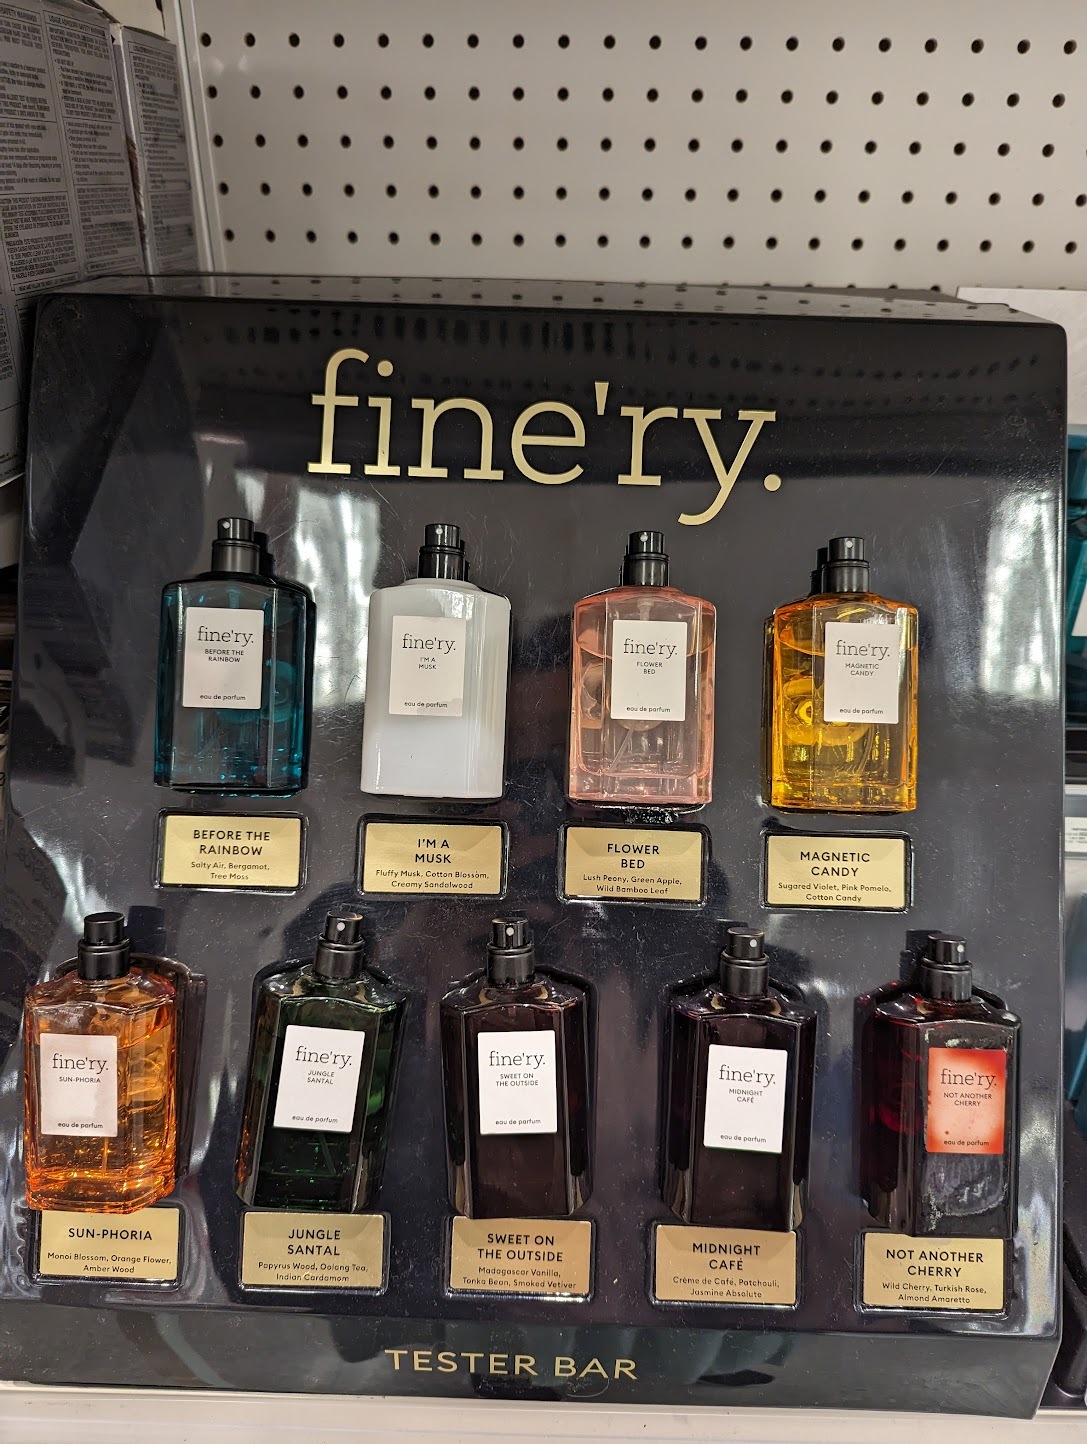 fine'ry.
fine'ry.
BEFORE THE
RAINBOW
eau de parfum
fine'ry.
I'M A
MUSK
eau de parfum
fine'ry.
FLOWER
BED
eau de parfum
fine'ry.
MAGNETIC
CANDY
eau de parfum
BEFORE THE
RAINBOW
Salty Air, Bergamot,
Tree Moss
I'M A
MUSK
Fluffy Musk, Cotton Blossom,
Creamy Sandalwood
FLOWER
BED
Lush Peony, Green Apple,
Wild Bamboo Leaf
MAGNETIC
CANDY
Sugared Violet, Pink Pomelo,
Cotton Candy
fine'ry.
SUN-PHORIA
eau de parfum
fine'ry.
JUNGLE
SANTAL
eau de parfum
fine'ry.
SWEET ON
THE OUTSIDE
eau de parfum
fine'ry.
MIDNIGHT
CAFÉ
eau de parfum
fine'ry.
NOT ANOTHER
CHERRY
eau de parfum
SUN-PHORIA
Monoi Blossom, Orange Flower,
Amber Wood
JUNGLE
SANTAL
Papyrus Wood, Oolong Tea,
Indian Cardamom
SWEET ON
THE OUTSIDE
Madagascar Vanilla,
Tonka Bean, Smoked Vetiver
MIDNIGHT
CAFÉ
Crème de Café, Patchouli,
Jasmine Absolute
NOT ANOTHER
CHERRY
Wild Cherry, Turkish Rose,
Almond Amaretto
TESTER BAR